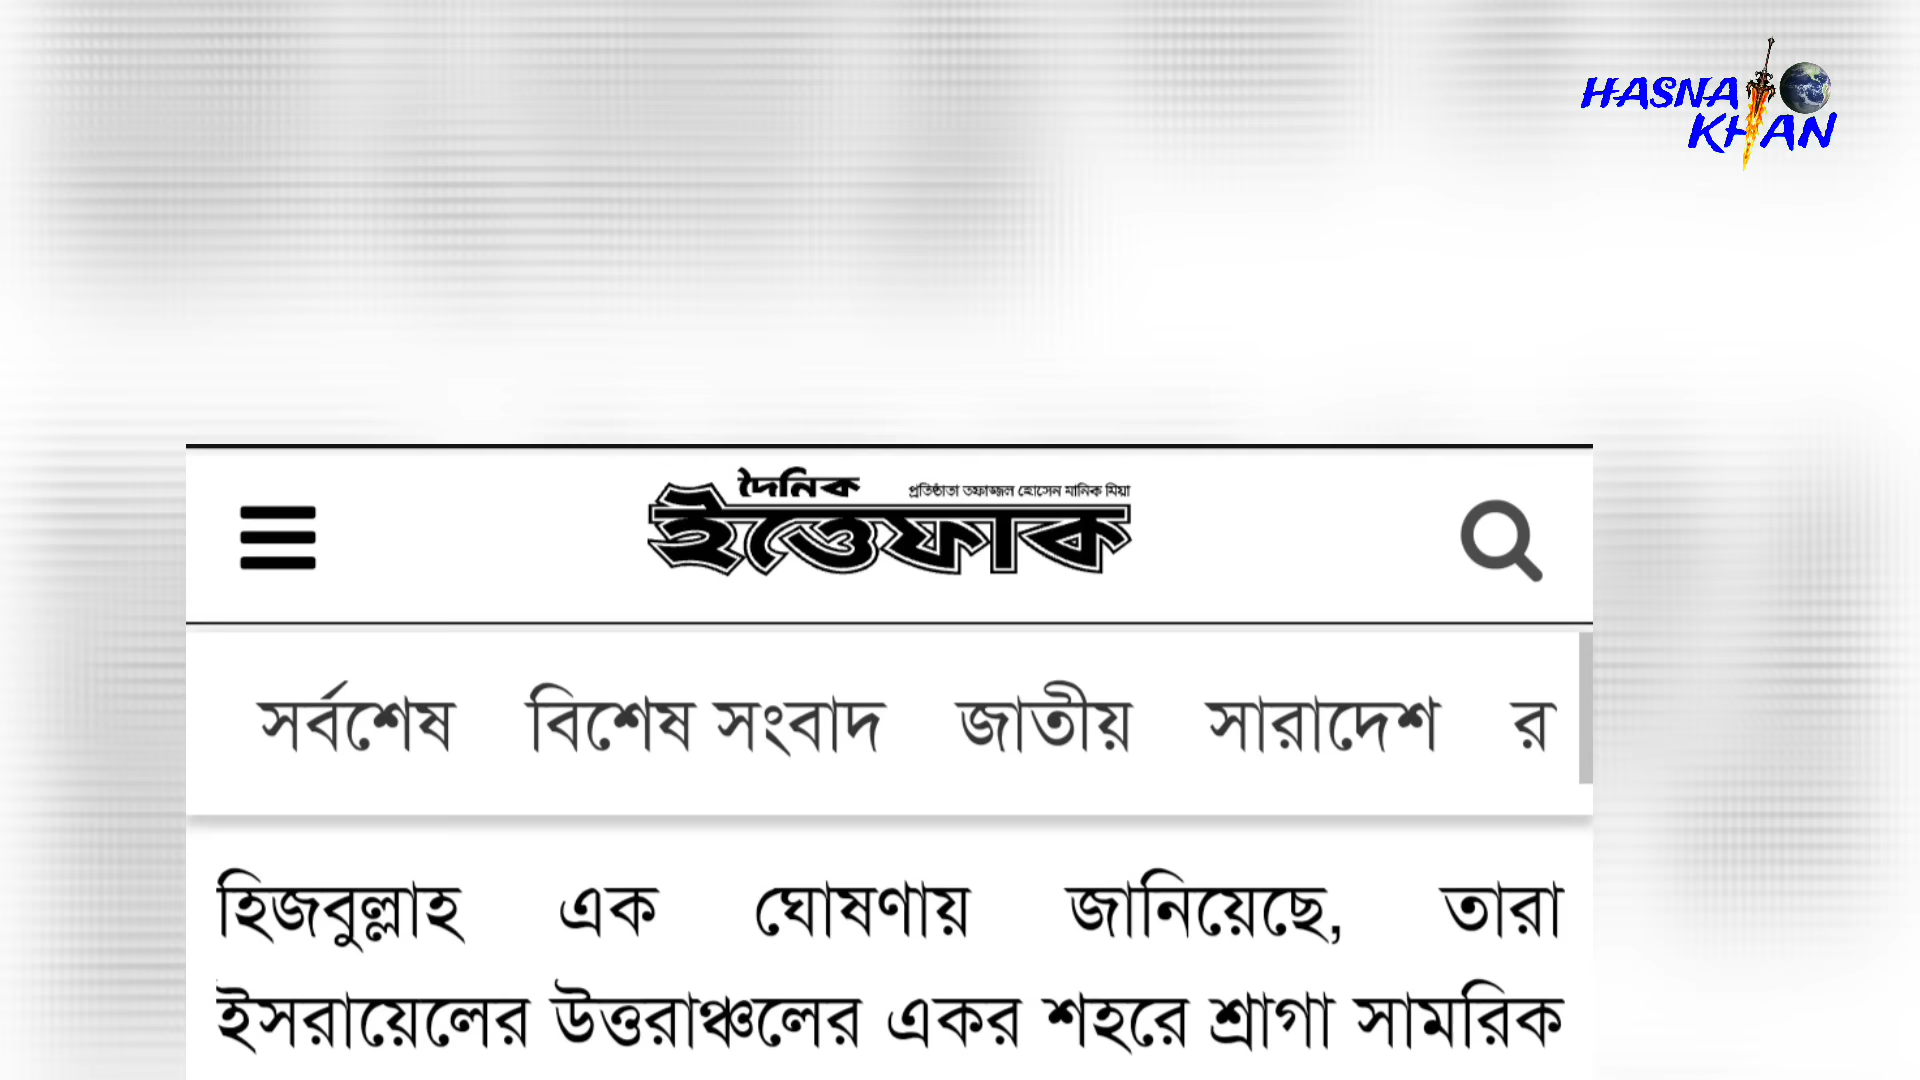 HASNA
KHAN
দৈনিক
প্রতিষ্ঠাতা তফাজ্জল হোসেন মানিক মিয়া
ইত্তেফাক
সর্বশেষ বিশেষ সংবাদ জাতীয় সারাদেশ র
হিজবুল্লাহ এক ঘোষণায় জানিয়েছে, তারা
ইসরায়েলের উত্তরাঞ্চলের একর শহরে শ্রাগা সামরিক